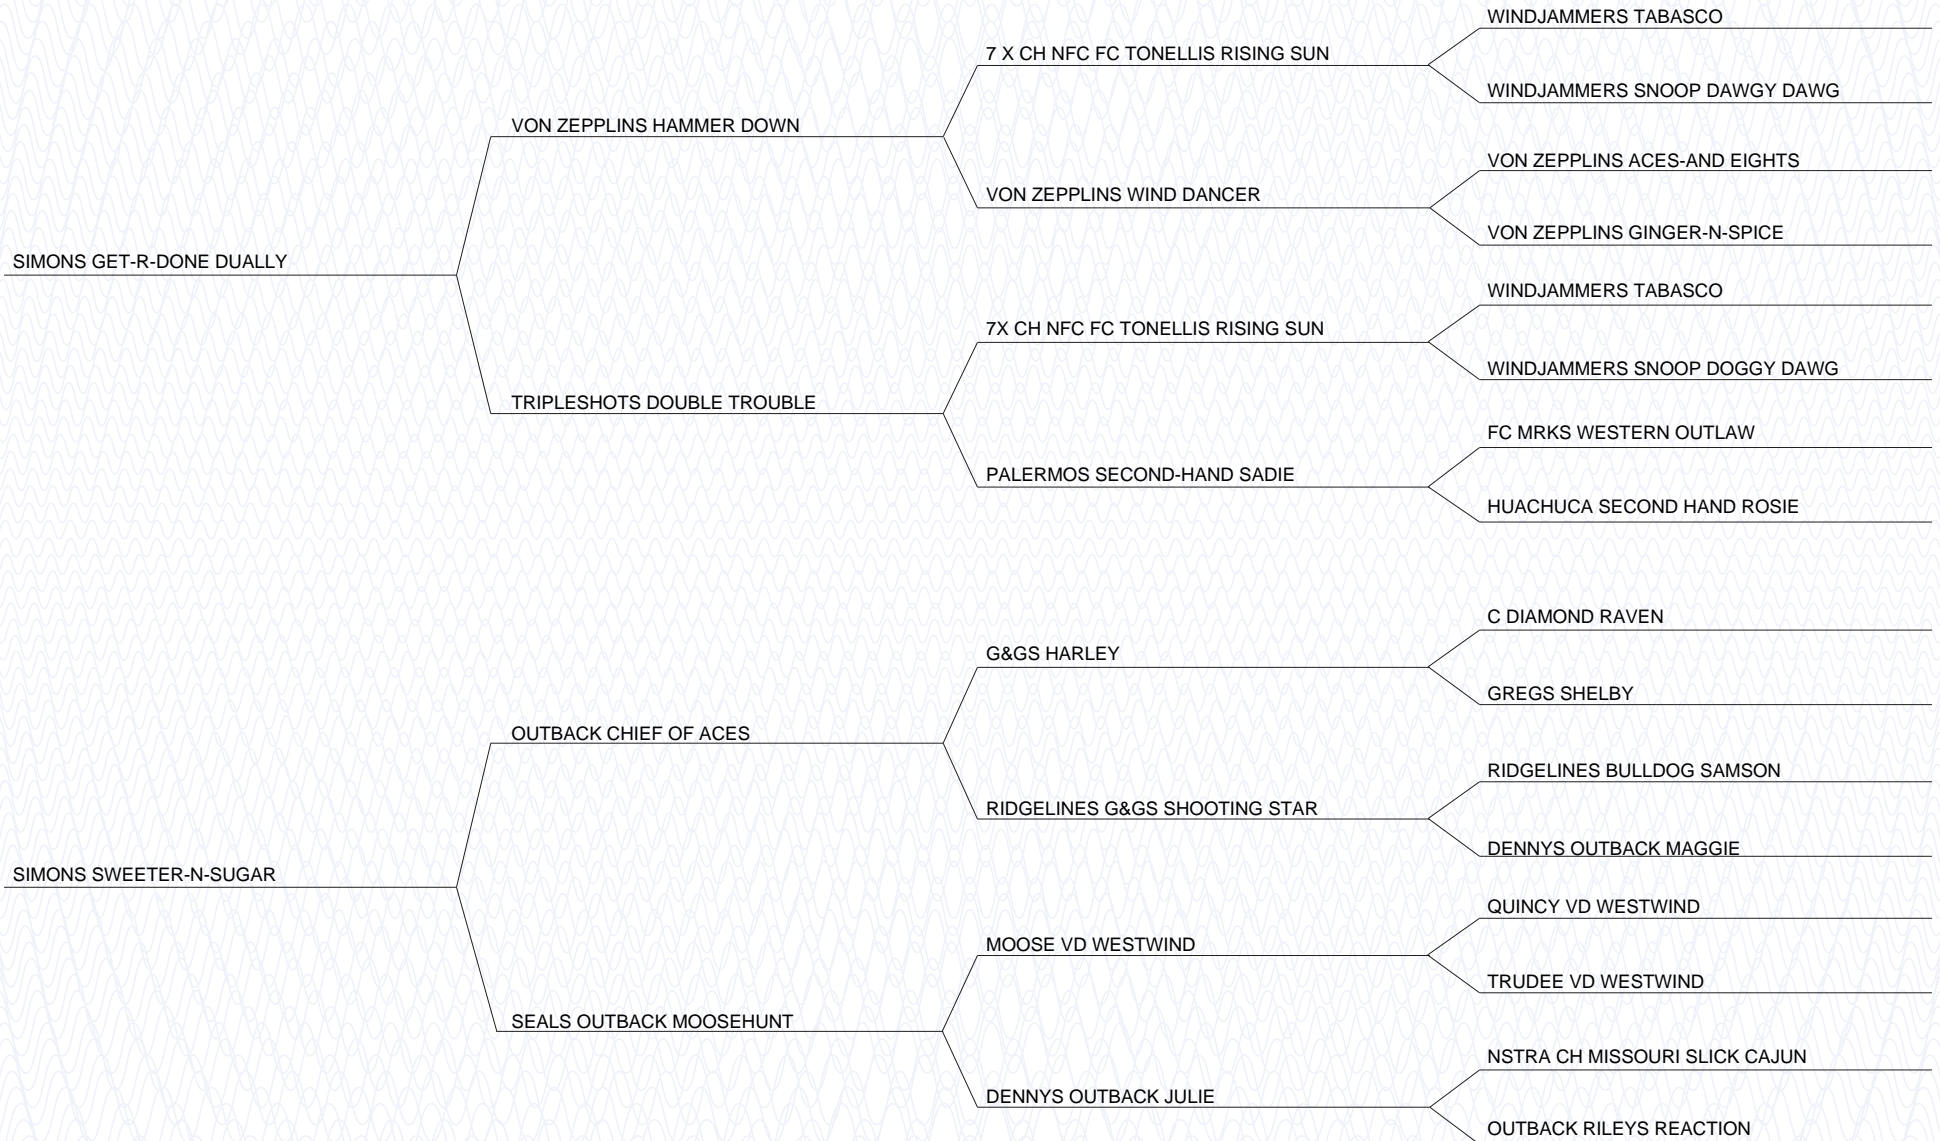 WINDJAMMERS TABASCO
7 X CH NFC FC TONELLIS RISING SUN
WINDJAMMERS SNOOP DAWGY DAWG
VON ZEPPLINS HAMMER DOWN
VON ZEPPLINS ACES-AND EIGHTS
VON ZEPPLINS WIND DANCER
VON ZEPPLINS GINGER-N-SPICE
SIMONS GET-R-DONE DUALLY
WINDJAMMERS TABASCO
7X CH NFC FC TONELLIS RISING SUN
WINDJAMMERS SNOOP DOGGY DAWG
TRIPLESHOTS DOUBLE TROUBLE
FC MRKS WESTERN OUTLAW
PALERMOS SECOND-HAND SADIE
HUACHUCA SECOND HAND ROSIE
C DIAMOND RAVEN
G&GS HARLEY
GREGS SHELBY
OUTBACK CHIEF OF ACES
RIDGELINES BULLDOG SAMSON
RIDGELINES G&GS SHOOTING STAR
DENNYS OUTBACK MAGGIE
SIMONS SWEETER-N-SUGAR
QUINCY VD WESTWIND
MOOSE VD WESTWIND
TRUDEE VD WESTWIND
SEALS OUTBACK MOOSEHUNT
NSTRA CH MISSOURI SLICK CAJUN
DENNYS OUTBACK JULIE
OUTBACK RILEYS REACTION